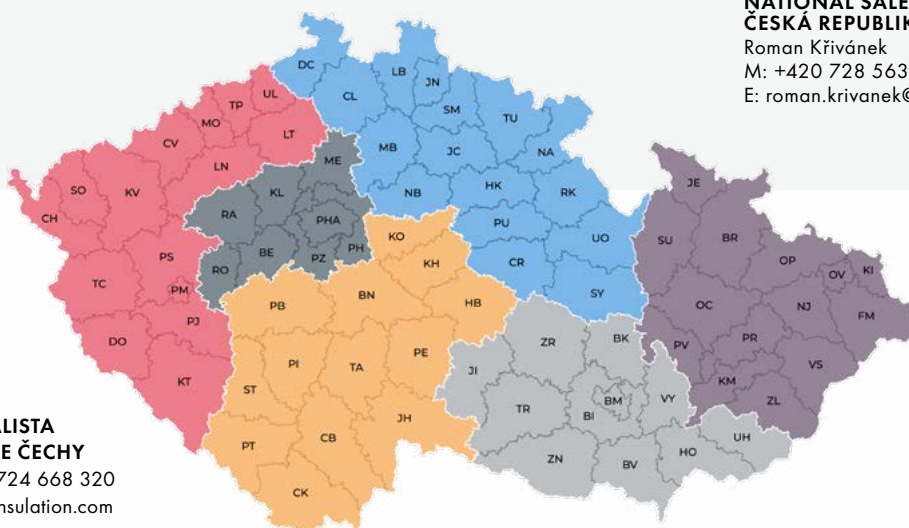 NATIONAL SALE
ČESKÁ REPUBLIK
Roman Křivánek
M: +420 728 563
E: roman.krivanek@
DC
LB
JN
CL
SM
TU
UL
TP
MO
LT
CV
LN
MB
JC
NA
ME
SO
KV
CH
KL
NB
HK
RK
JE
RA
PHA
PU
UO
SU
BR
KO
PH
BE
PZ
RO
PS
KH
CR
OP
OV
KI
TC
PM
BN
PB
HB
SY
OC
NJ
FM
PJ
DO
KT
PI
TA
PE
ZR
BK
PV
PR
VS
ST
JI
KM
ZL
TR
BI
BM
VY
PT
CB
JH
ZN
BV
HO
UH
CK
ALISTA
E ČECHY
724 668 320
nsulation.com